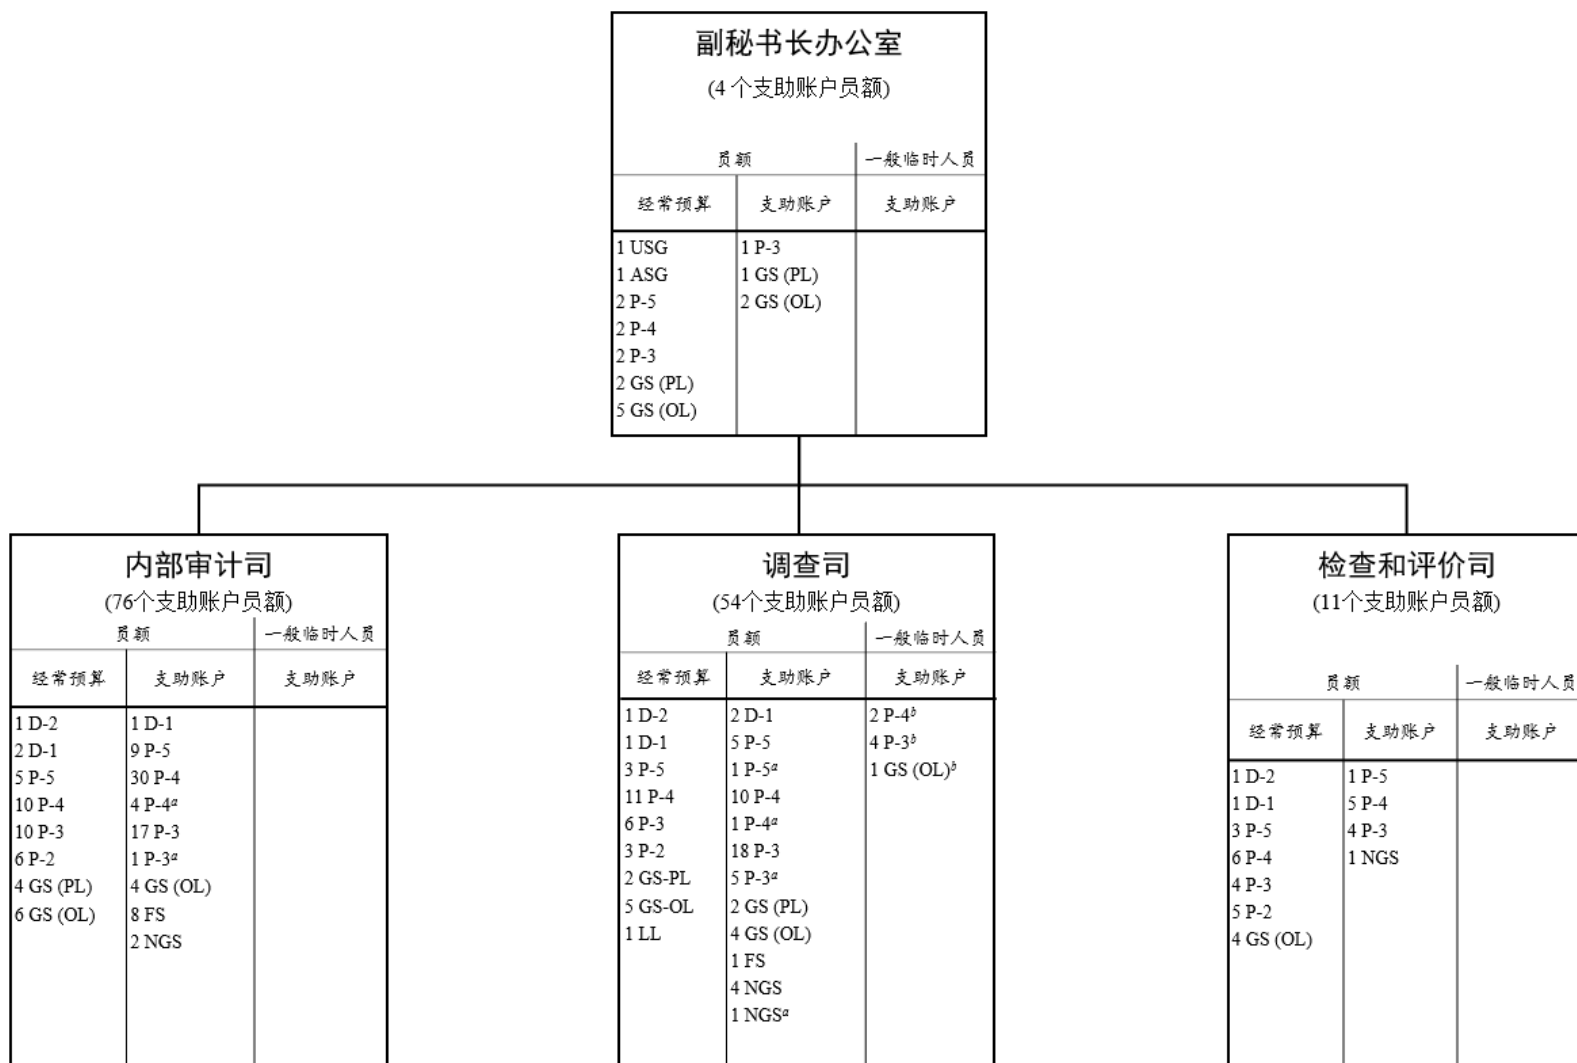 副秘书长办公室
(4 个支助账户员额)
员额 一般临时人员
经常预算 支助账户 支助账户
1 USG 1 P-3
1 ASG 1 GS (PL)
2 P-5 2 GS (OL)
2 P-4
2 P-3
2 GS (PL)
5 GS (OL)
内部审计司
(76个支助账户员额)
员额 一般临时人员
经常预算 支助账户 支助账户
1 D-2 1 D-1
2 D-1 9 P-5
5 P-5 30 P-4
10 P-4 4 P-4ᵃ
10 P-3 17 P-3
6 P-2 1 P-3ᵃ
4 GS (PL) 4 GS (OL)
6 GS (OL) 8 FS
2 NGS
调查司
(54个支助账户员额)
员额 一般临时人员
经常预算 支助账户 支助账户
1 D-2 2 D-1 2 P-4ᵇ
1 D-1 5 P-5 4 P-3ᵇ
3 P-5 1 P-5ᵃ 1 GS (OL)ᵇ
11 P-4 10 P-4
6 P-3 1 P-4ᵃ
3 P-2 18 P-3
2 GS-PL 5 P-3ᵃ
5 GS-OL 2 GS (PL)
1 LL 4 GS (OL)
1 FS
4 NGS
1 NGSᵃ
检查和评价司
(11个支助账户员额)
员额 一般临时人员
经常预算 支助账户 支助账户
1 D-2 1 P-5
1 D-1 5 P-4
3 P-5 4 P-3
6 P-4 1 NGS
4 P-3
5 P-2
4 GS (OL)